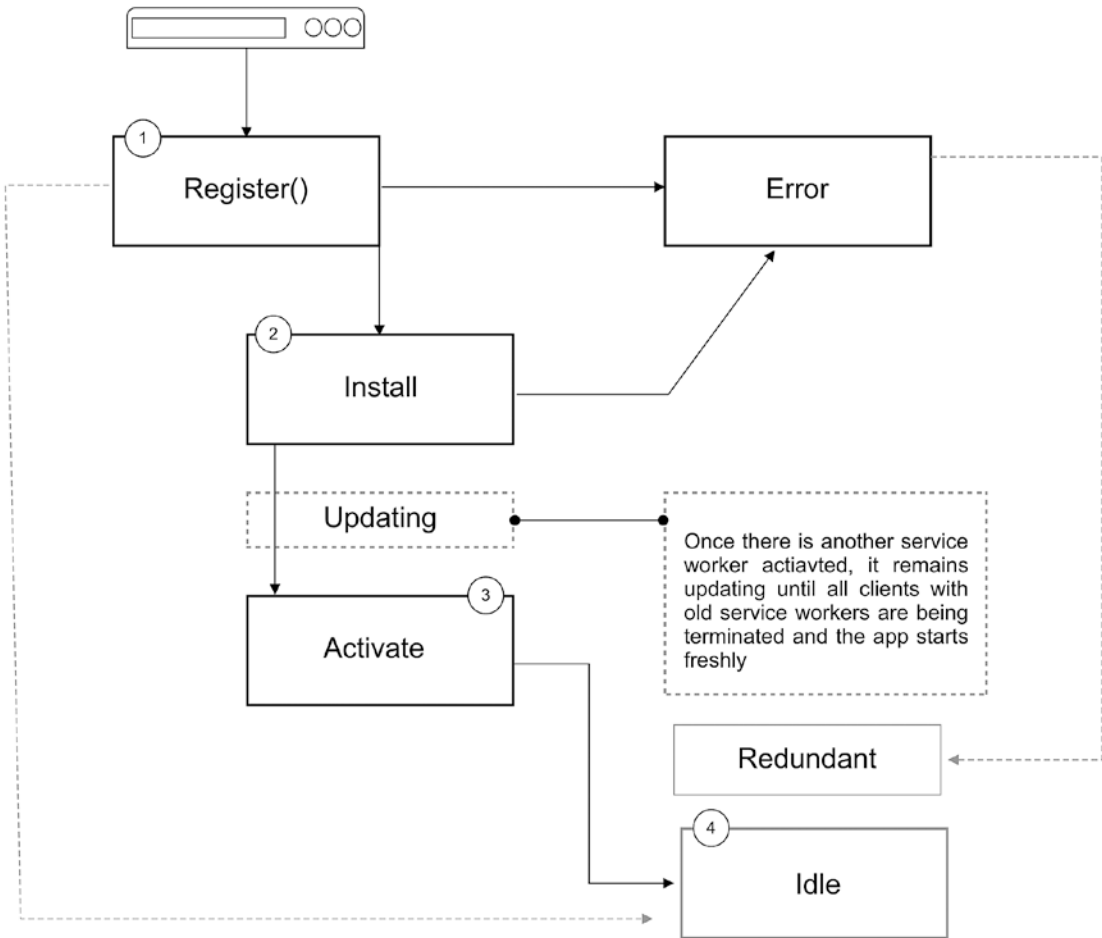 1
Register()
Error
2
Install
Updating
Once there is another service
worker actiavted, it remains
updating until all clients with
old service workers are being
terminated and the app starts
freshly
3
Activate
Redundant
4
Idle